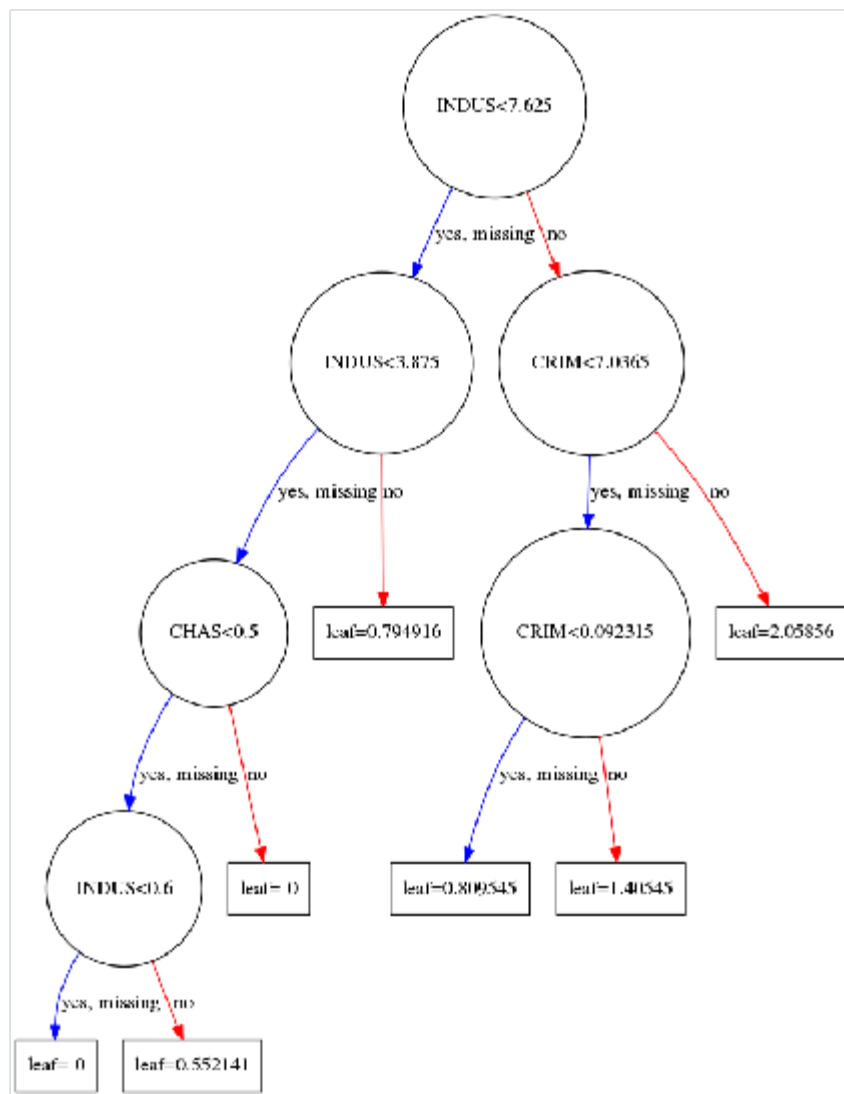 INDUS<7.625
yes, missing no
INDUS<3.875
CRIM<7.0365
yes, missing no
yes, missing no
CHAS<0.5
leaf=0.794916
CRIM<0.092315
leaf=2.05856
yes, missing no
yes, missing no
INDUS<0.6
leaf= 0
leaf=0.809545
leaf=1.40545
yes, missing no
leaf= 0
leaf=0.552141